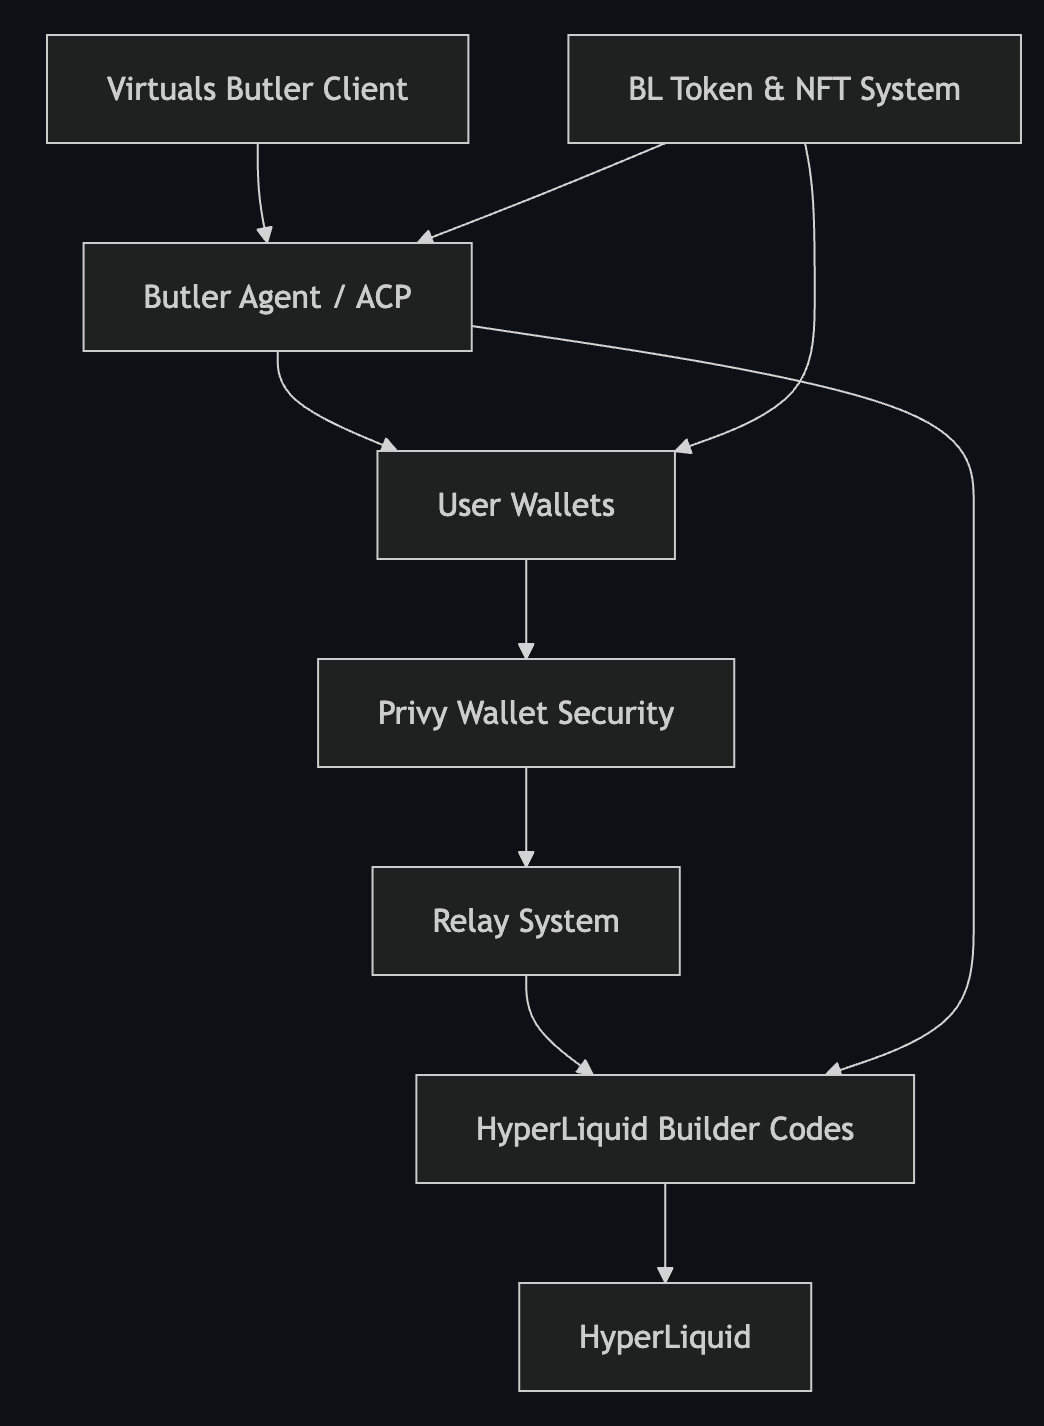 Virtuals Butler Client
BL Token & NFT System
Butler Agent / ACP
User Wallets
Privy Wallet Security
Relay System
HyperLiquid Builder Codes
HyperLiquid